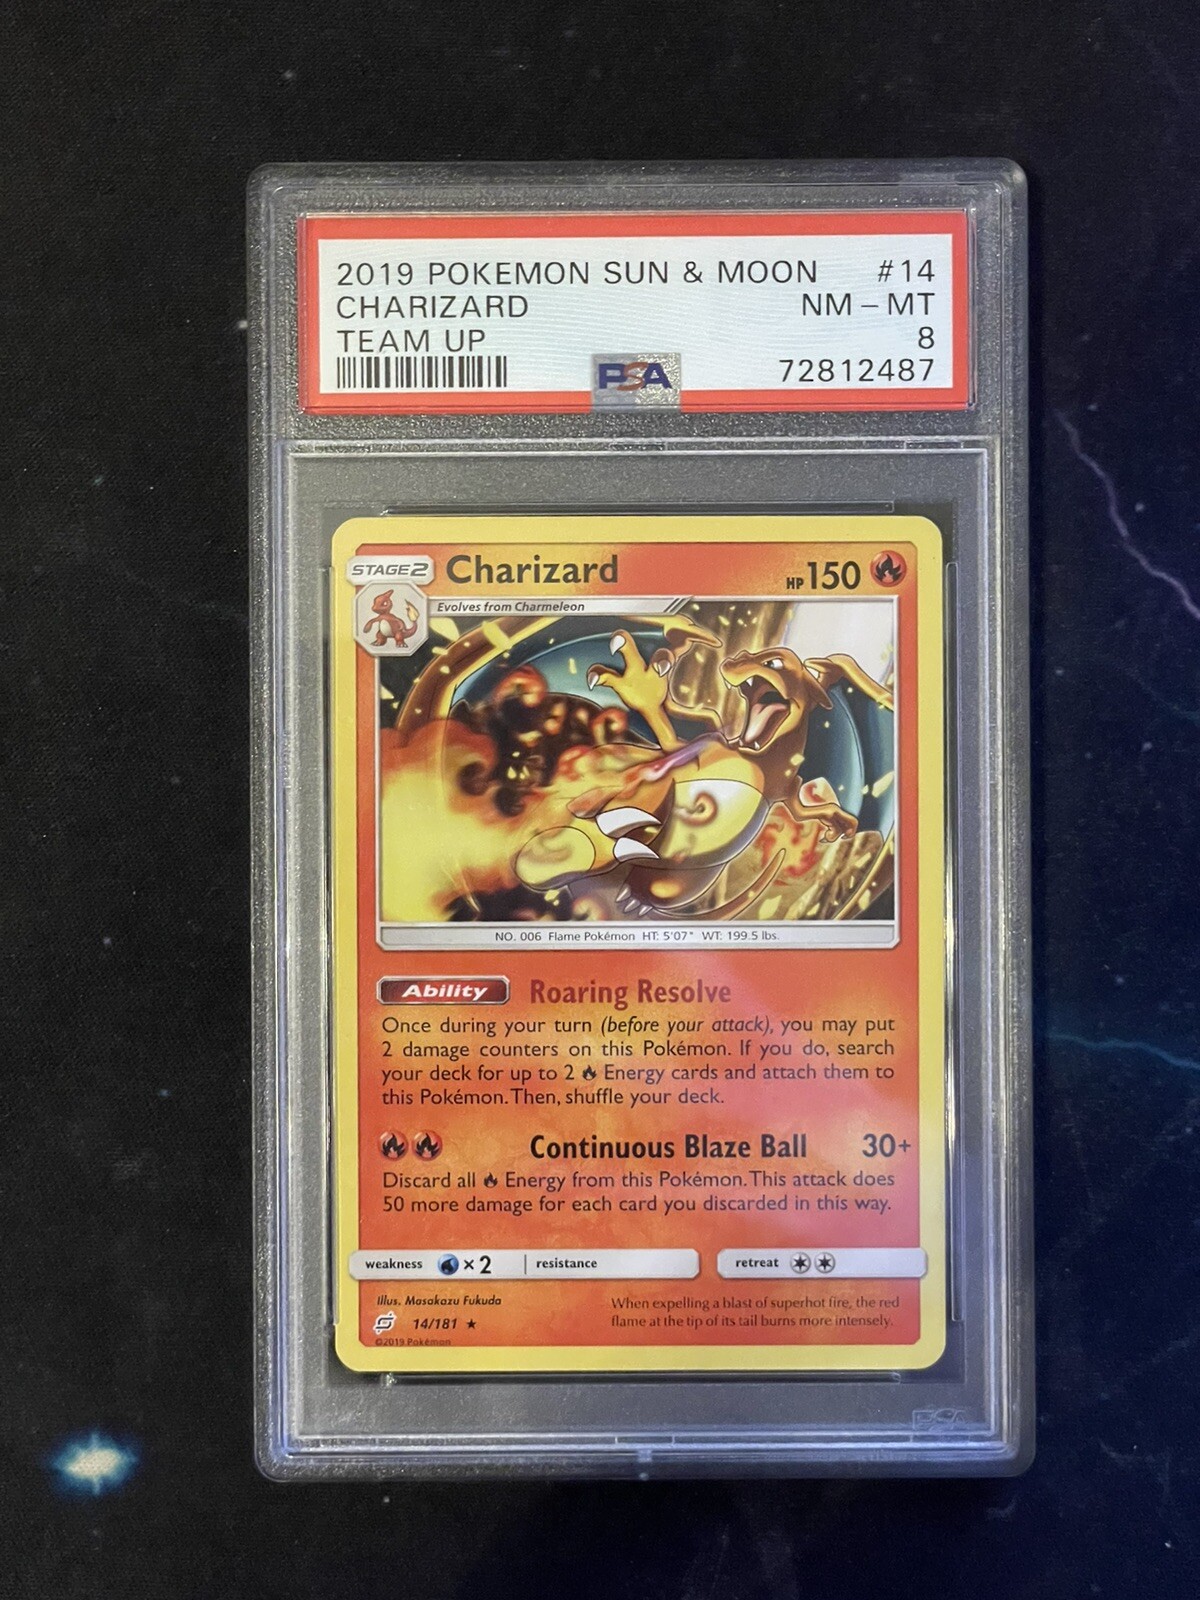 2019 POKEMON SUN & MOON #14
CHARIZARD NM – MT
TEAM UP 8
PSA 72812487
STAGE2 Charizard HP150
Evolves from Charmeleon
NO. 006 Flame Pokémon HT: 5'07" WT: 199.5 lbs.
Ability Roaring Resolve
Once during your turn (before your attack), you may put
2 damage counters on this Pokémon. If you do, search
your deck for up to 2 Energy cards and attach them to
this Pokémon. Then, shuffle your deck.
Continuous Blaze Ball 30+
Discard all Energy from this Pokémon. This attack does
50 more damage for each card you discarded in this way.
weakness ×2 resistance retreat
Illus. Masakazu Fukuda
When expelling a blast of superhot fire, the red
14/181 ★
flame at the tip of its tail burns more intensely.
©2019 Pokémon
PSA